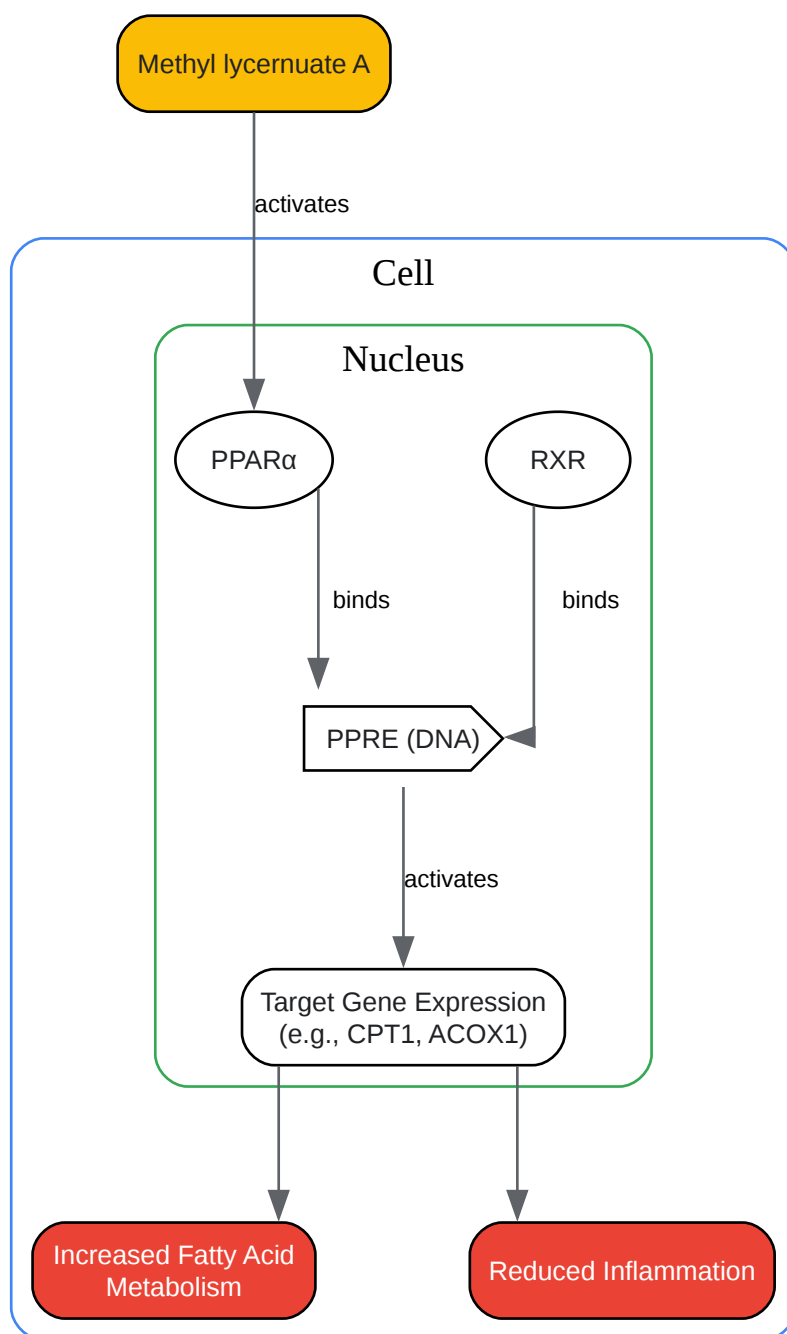 Methyl lycernuate A
activates
Cell
Nucleus
PPARα
RXR
binds
binds
PPRE (DNA)
activates
Target Gene Expression
(e.g., CPT1, ACOX1)
Increased Fatty Acid
Metabolism
Reduced Inflammation